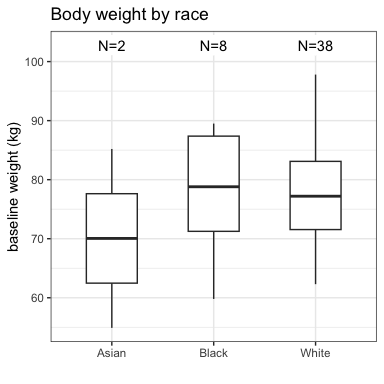 Body weight by race
N=2 N=8 N=38
100
90
80
70
60
baseline weight (kg)
Asian Black White